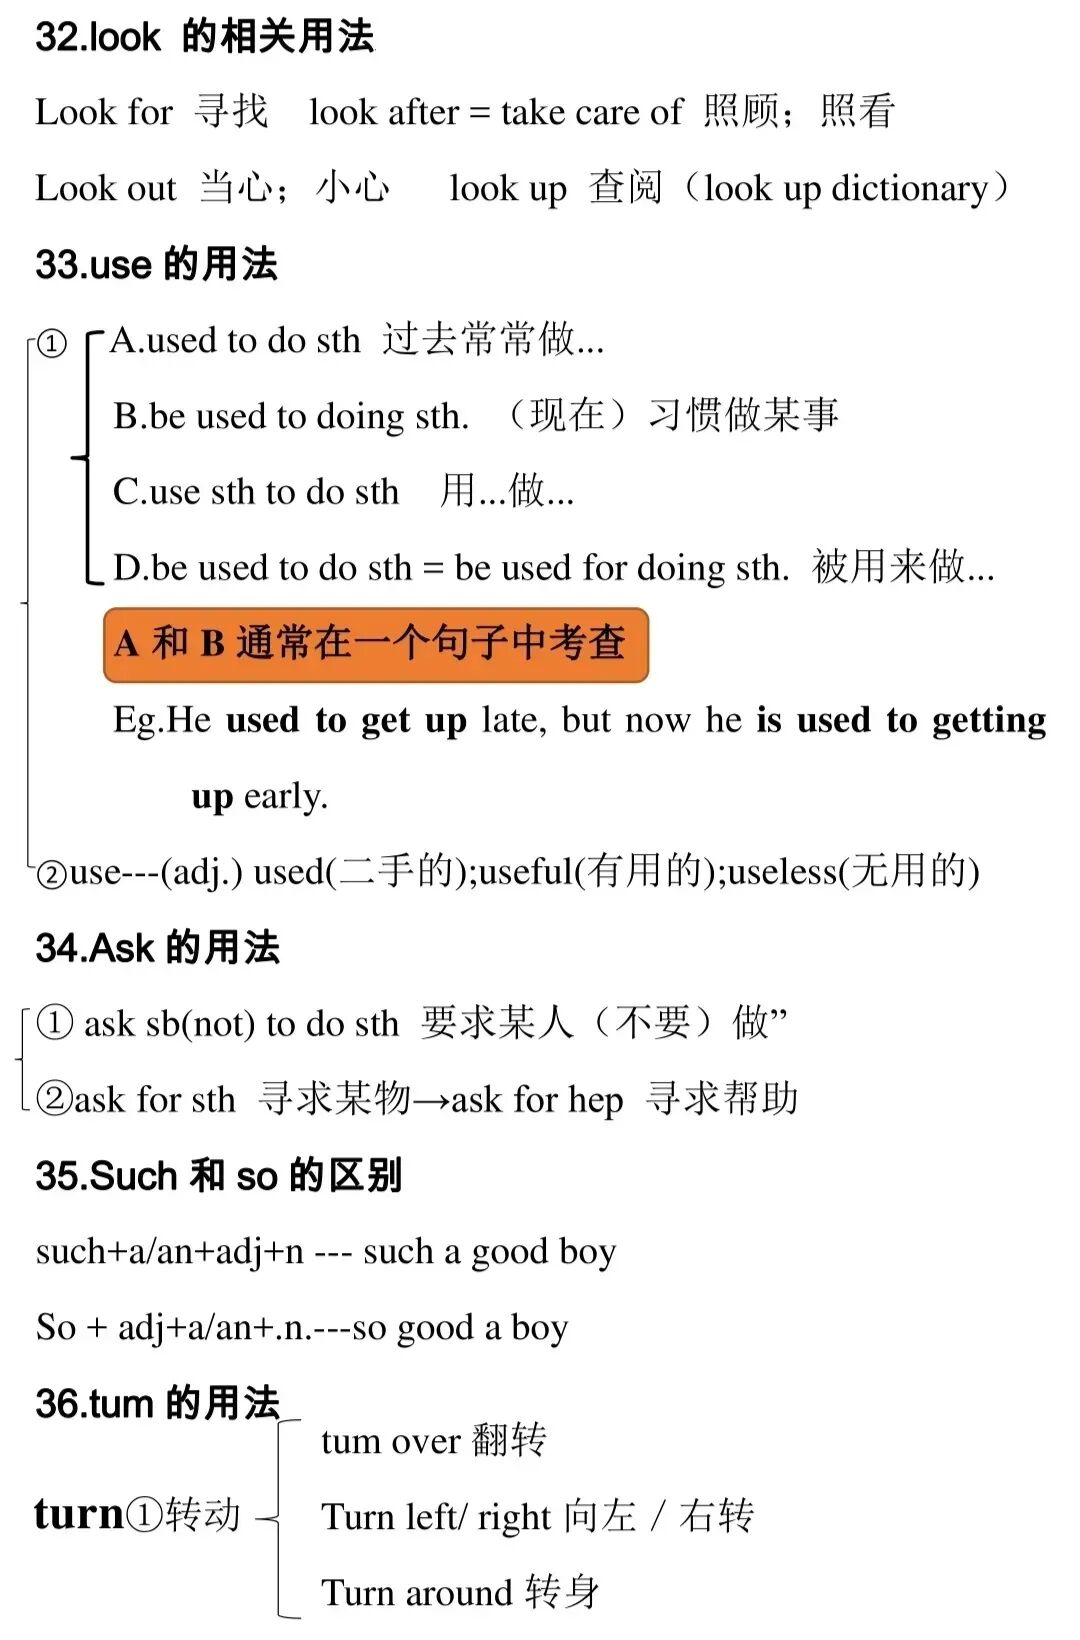 32.look 的相关用法
Look for 寻找 look after = take care of 照顾；照看
Look out 当心；小心 look up 查阅（look up dictionary）
33.use 的用法
① A.used to do sth 过去常常做...
B.be used to doing sth. （现在）习惯做某事
C.use sth to do sth 用...做...
D.be used to do sth = be used for doing sth. 被用来做...
A 和 B 通常在一个句子中考查
Eg.He used to get up late, but now he is used to getting
up early.
②use---(adj.) used(二手的);useful(有用的);useless(无用的)
34.Ask 的用法
① ask sb(not) to do sth 要求某人（不要）做”
②ask for sth 寻求某物→ask for hep 寻求帮助
35.Such 和 so 的区别
such+a/an+adj+n --- such a good boy
So + adj+a/an+.n.---so good a boy
36.tum 的用法
tum over 翻转
turn①转动
Turn left/ right 向左 / 右转
Turn around 转身